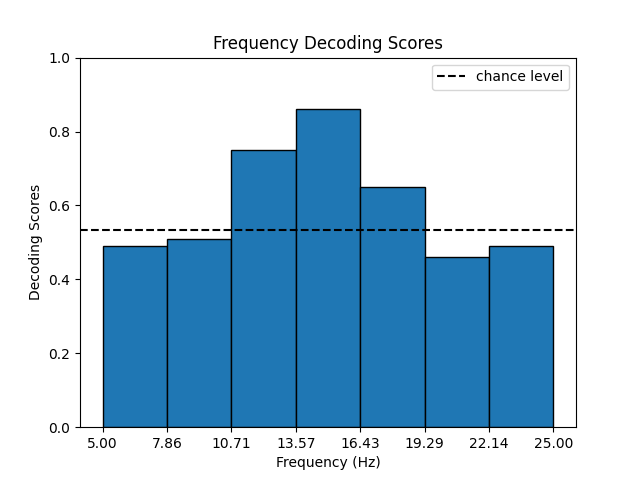 Frequency Decoding Scores
chance level
Decoding Scores
1.0
0.8
0.6
0.4
0.2
0.0
5.00 7.86 10.71 13.57 16.43 19.29 22.14 25.00
Frequency (Hz)